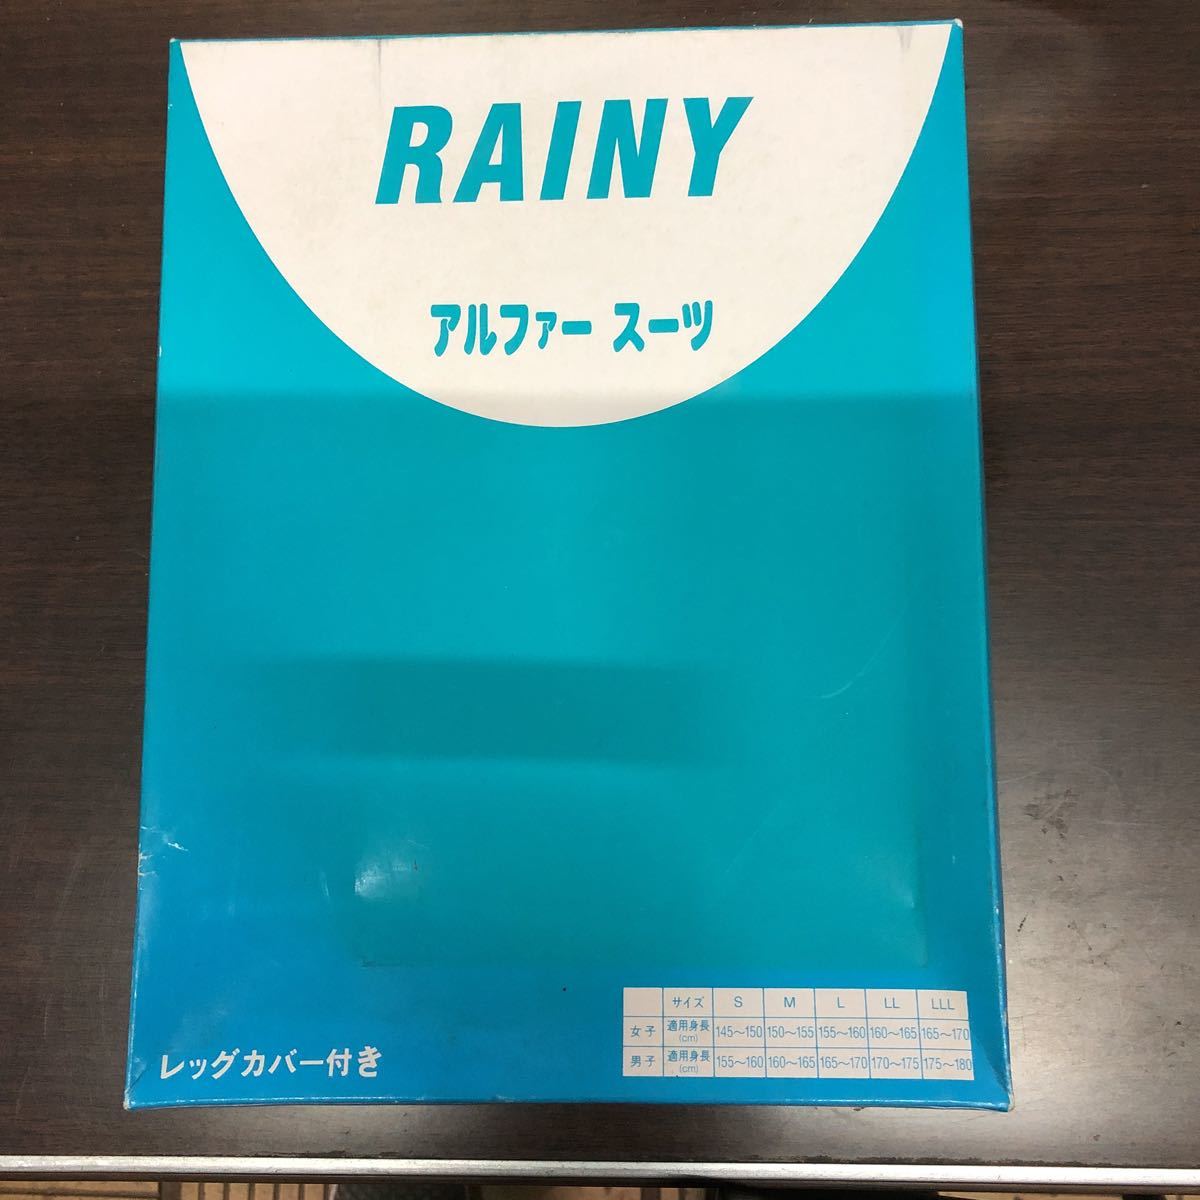 RAINY
アルファー スーツ
サイズ S M L LL LLL
女子 適用身長(cm) 145〜150 150〜155 155〜160 160〜165 165〜170
男子 適用身長(cm) 155〜160 160〜165 165〜170 170〜175 175〜180
レッグカバー付き